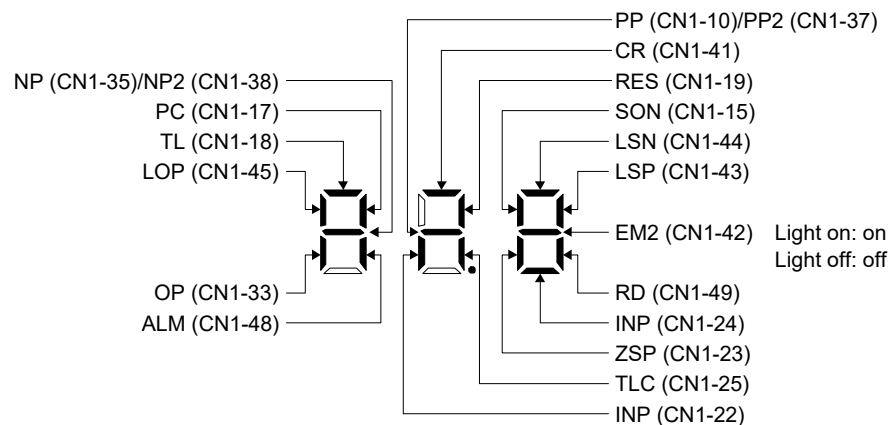 PP (CN1-10)/PP2 (CN1-37)
CR (CN1-41)
NP (CN1-35)/NP2 (CN1-38)
RES (CN1-19)
PC (CN1-17)
SON (CN1-15)
TL (CN1-18)
LSN (CN1-44)
LOP (CN1-45)
LSP (CN1-43)
EM2 (CN1-42) Light on: on
Light off: off
OP (CN1-33)
RD (CN1-49)
ALM (CN1-48)
INP (CN1-24)
ZSP (CN1-23)
TLC (CN1-25)
INP (CN1-22)